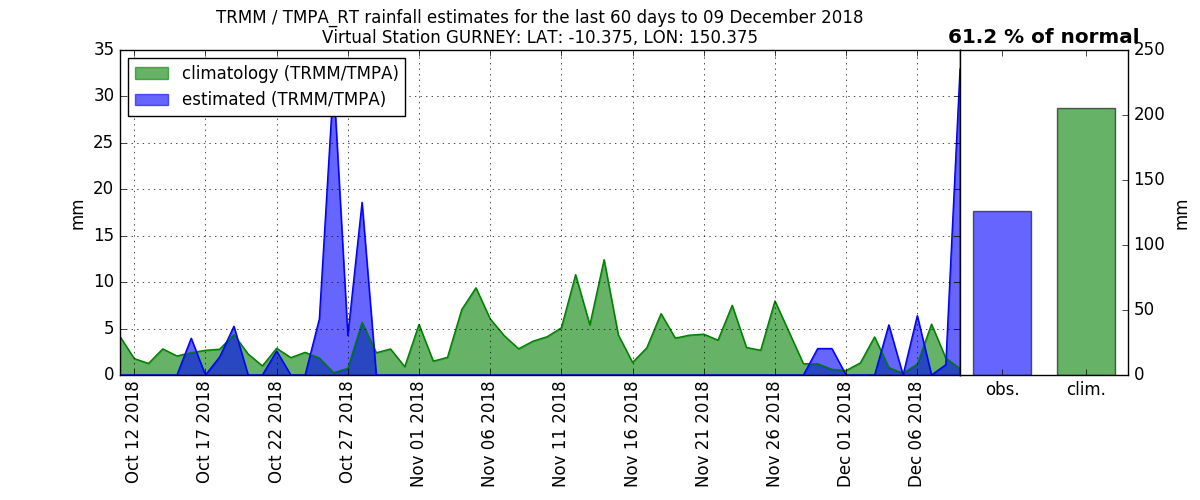 TRMM / TMPA_RT rainfall estimates for the last 60 days to 09 December 2018
Virtual Station GURNEY: LAT: -10.375, LON: 150.375
61.2 % of normal
climatology (TRMM/TMPA)
estimated (TRMM/TMPA)
35
30
25
20
15
10
5
0
mm
Oct 12 2018
Oct 17 2018
Oct 22 2018
Oct 27 2018
Nov 01 2018
Nov 06 2018
Nov 11 2018
Nov 16 2018
Nov 21 2018
Nov 26 2018
Dec 01 2018
Dec 06 2018
obs.
clim.
250
200
150
100
50
0
mm